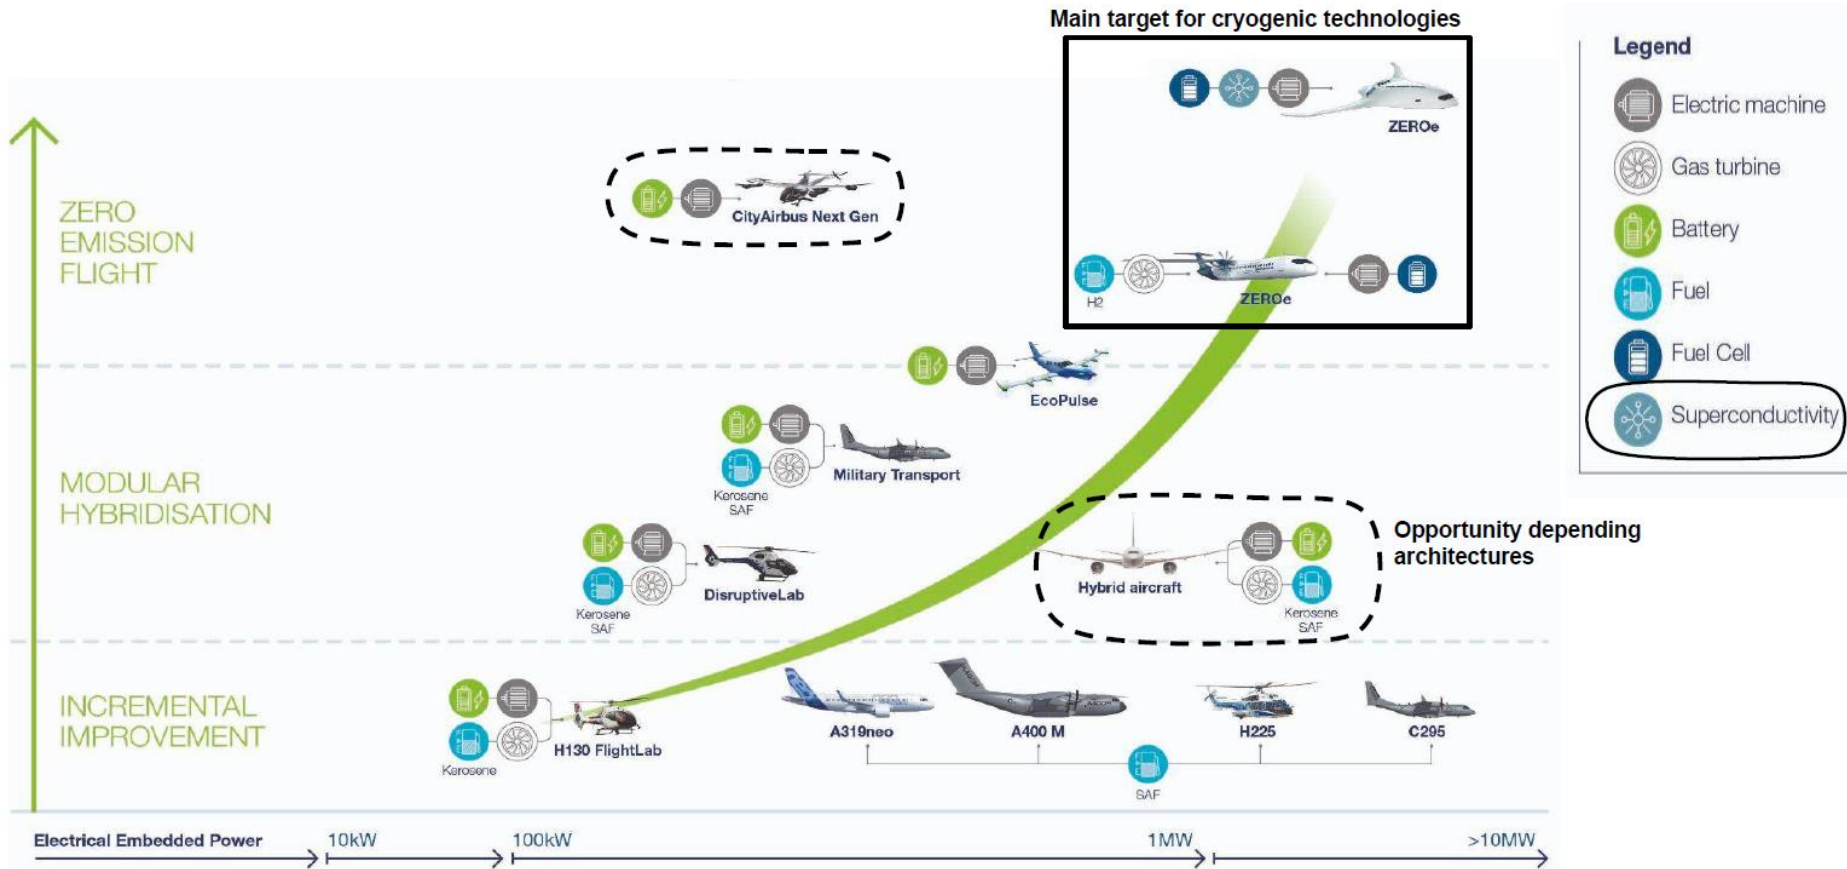 Main target for cryogenic technologies
Legend
Electric machine
Gas turbine
Battery
Fuel
Fuel Cell
Superconductivity
ZERO
EMISSION
FLIGHT
ZEROe
CityAirbus Next Gen
H2
ZEROe
EcoPulse
MODULAR
HYBRIDISATION
Kerosene
SAF
Military Transport
Kerosene
SAF
DisruptiveLab
Hybrid aircraft
Kerosene
SAF
Opportunity depending
architectures
INCREMENTAL
IMPROVEMENT
Kerosene
H130 FlightLab
A319neo
A400 M
H225
C295
SAF
Electrical Embedded Power
10kW
100kW
1MW
>10MW